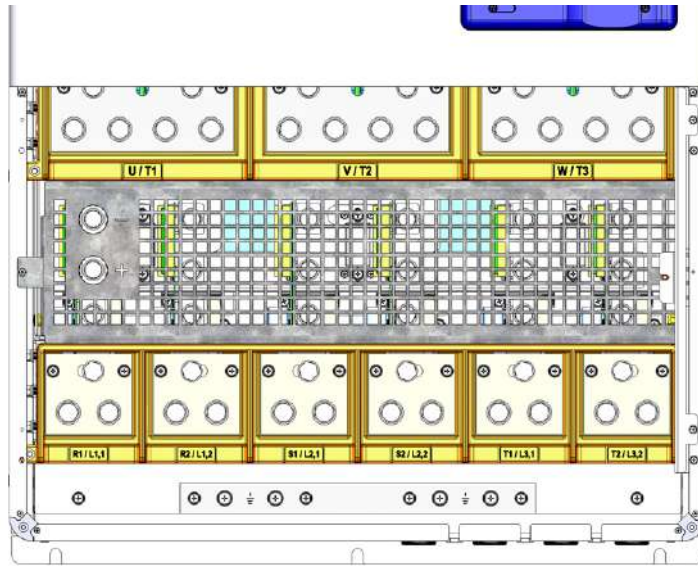 U / T1 V / T2 W / T3
R1 / L1,1 R2 / L1,2 S1 / L2,1 S2 / L2,2 T1 / L3,1 T2 / L3,2